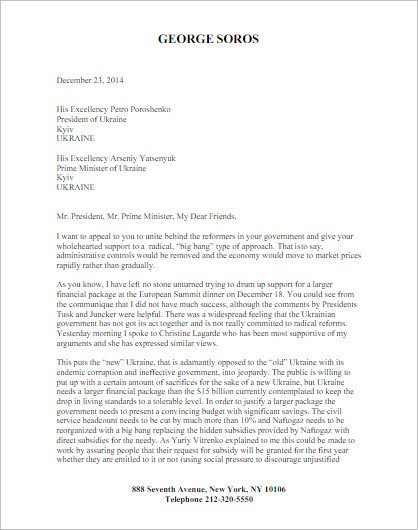 GEORGE SOROS
December 23, 2014
His Excellency Petro Poroshenko
President of Ukraine
Kyiv
UKRAINE
His Excellency Arseniy Yatsenyuk
Prime Minister of Ukraine
Kyiv
UKRAINE
Mr. President, Mr. Prime Minister, My Dear Friends,
I want to appeal to you to unite behind the reformers in your government and give your
wholehearted support to a radical, “big bang” type of approach. That isto say,
administrative controls would be removed and the economy would move to market prices
rapidly rather than gradually.
As you know, I have left no stone unturned trying to drum up support for a larger
financial package at the European Summit dinner on December 18. You could see from
the communique that I did not have much success, although the comments by Presidents
Tusk and Juncker were helpful. There was a widespread feeling that the Ukrainian
government has not got its act together and is not really committed to radical reforms.
Yesterday morning I spoke to Christine Lagarde who has been most supportive of my
arguments and she has expressed similar views.
This puts the “new” Ukraine, that is adamantly opposed to the “old” Ukraine with its
endemic corruption and ineffective government, into jeopardy. The public is willing to
put up with a certain amount of sacrifices for the sake of a new Ukraine, but Ukraine
needs a larger financial package than the $15 billion currently contemplated to keep the
drop in living standards to a tolerable level. In order to justify a larger package the
government needs to present a convincing budget with significant savings. The civil
service headcount needs to be cut by much more than 10% and Naftogaz needs to be
reorganized with a big bang replacing the hidden subsidies provided by Naftogaz with
direct subsidies for the needy. As Yuriy Vitrenko explained to me this could be made to
work by assuring people that their request for subsidy will be granted for the first year
whether they are entitled to it or not (using social pressure to discourage unjustified
888 Seventh Avenue, New York, NY 10106
Telephone 212-320-5550